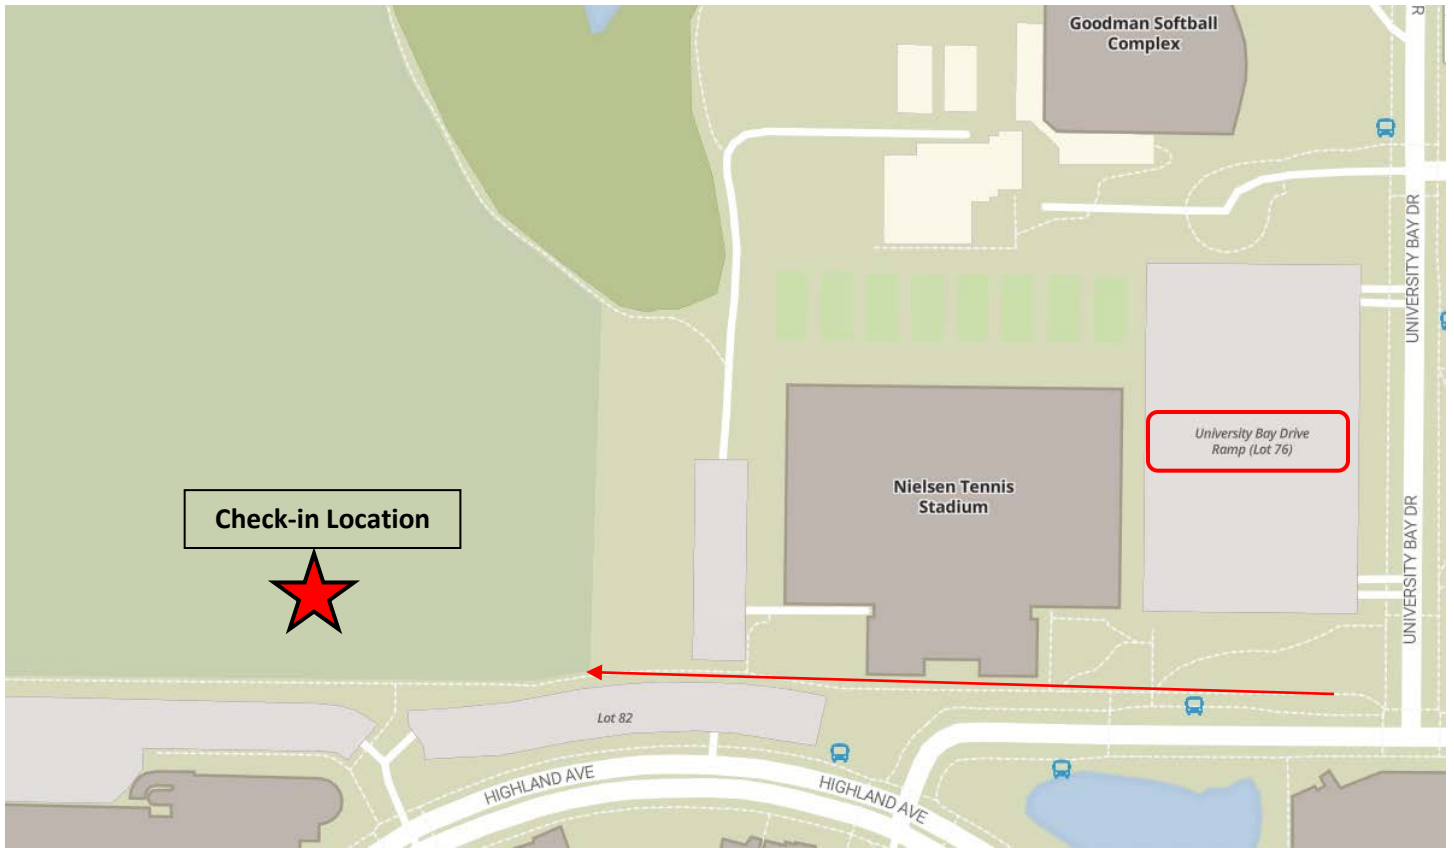 Goodman Softball
Complex
R
UNIVERSITY BAY DR
University Bay Drive
Ramp (Lot 76)
Nielsen Tennis
Stadium
Check-in Location
UNIVERSITY BAY DR
Lot 82
HIGHLAND AVE
HIGHLAND AVE